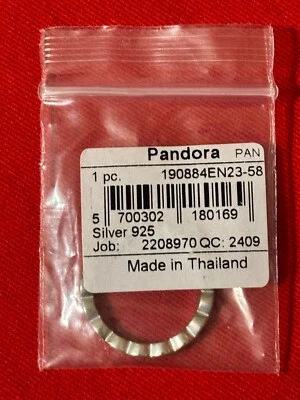 Pandora PAN
1 pc. 190884EN23-58
5 700302 180169
Silver 925
Job: 2208970 QC: 2409
Made in Thailand